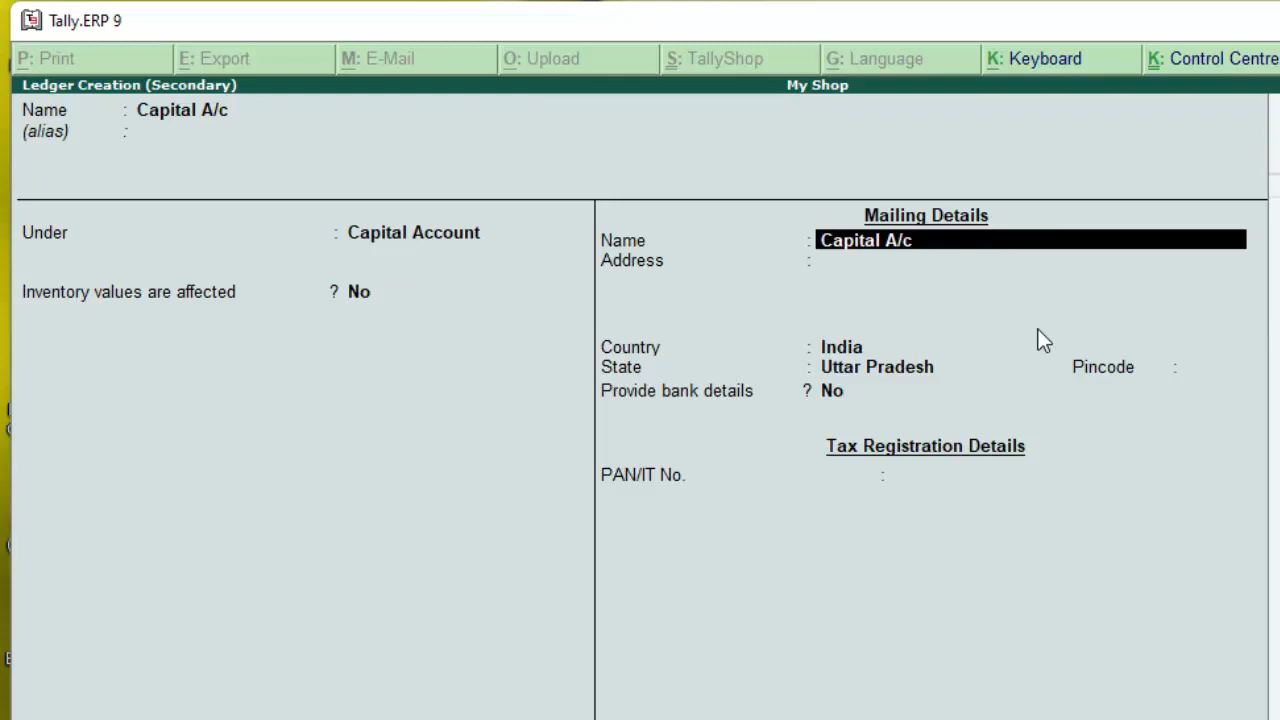 Tally.ERP 9
P: Print E: Export M: E-Mail O: Upload S: TallyShop G: Language K: Keyboard K: Control Centre
Ledger Creation (Secondary) My Shop
Name : Capital A/c
(alias) :
Mailing Details
Under : Capital Account
Name : Capital A/c
Address :
Inventory values are affected ? No
Country : India
State : Uttar Pradesh Pincode :
Provide bank details ? No
Tax Registration Details
PAN/IT No. :